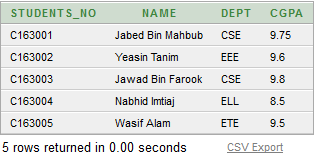 STUDENTS_NO NAME DEPT CGPA
C163001 Jabed Bin Mahbub CSE 9.75
C163002 Yeasin Tanim EEE 9.6
C163003 Jawad Bin Farook CSE 9.8
C163004 Nabhid Imtiaj ELL 8.5
C163005 Wasif Alam ETE 9.5
5 rows returned in 0.00 seconds CSV Export